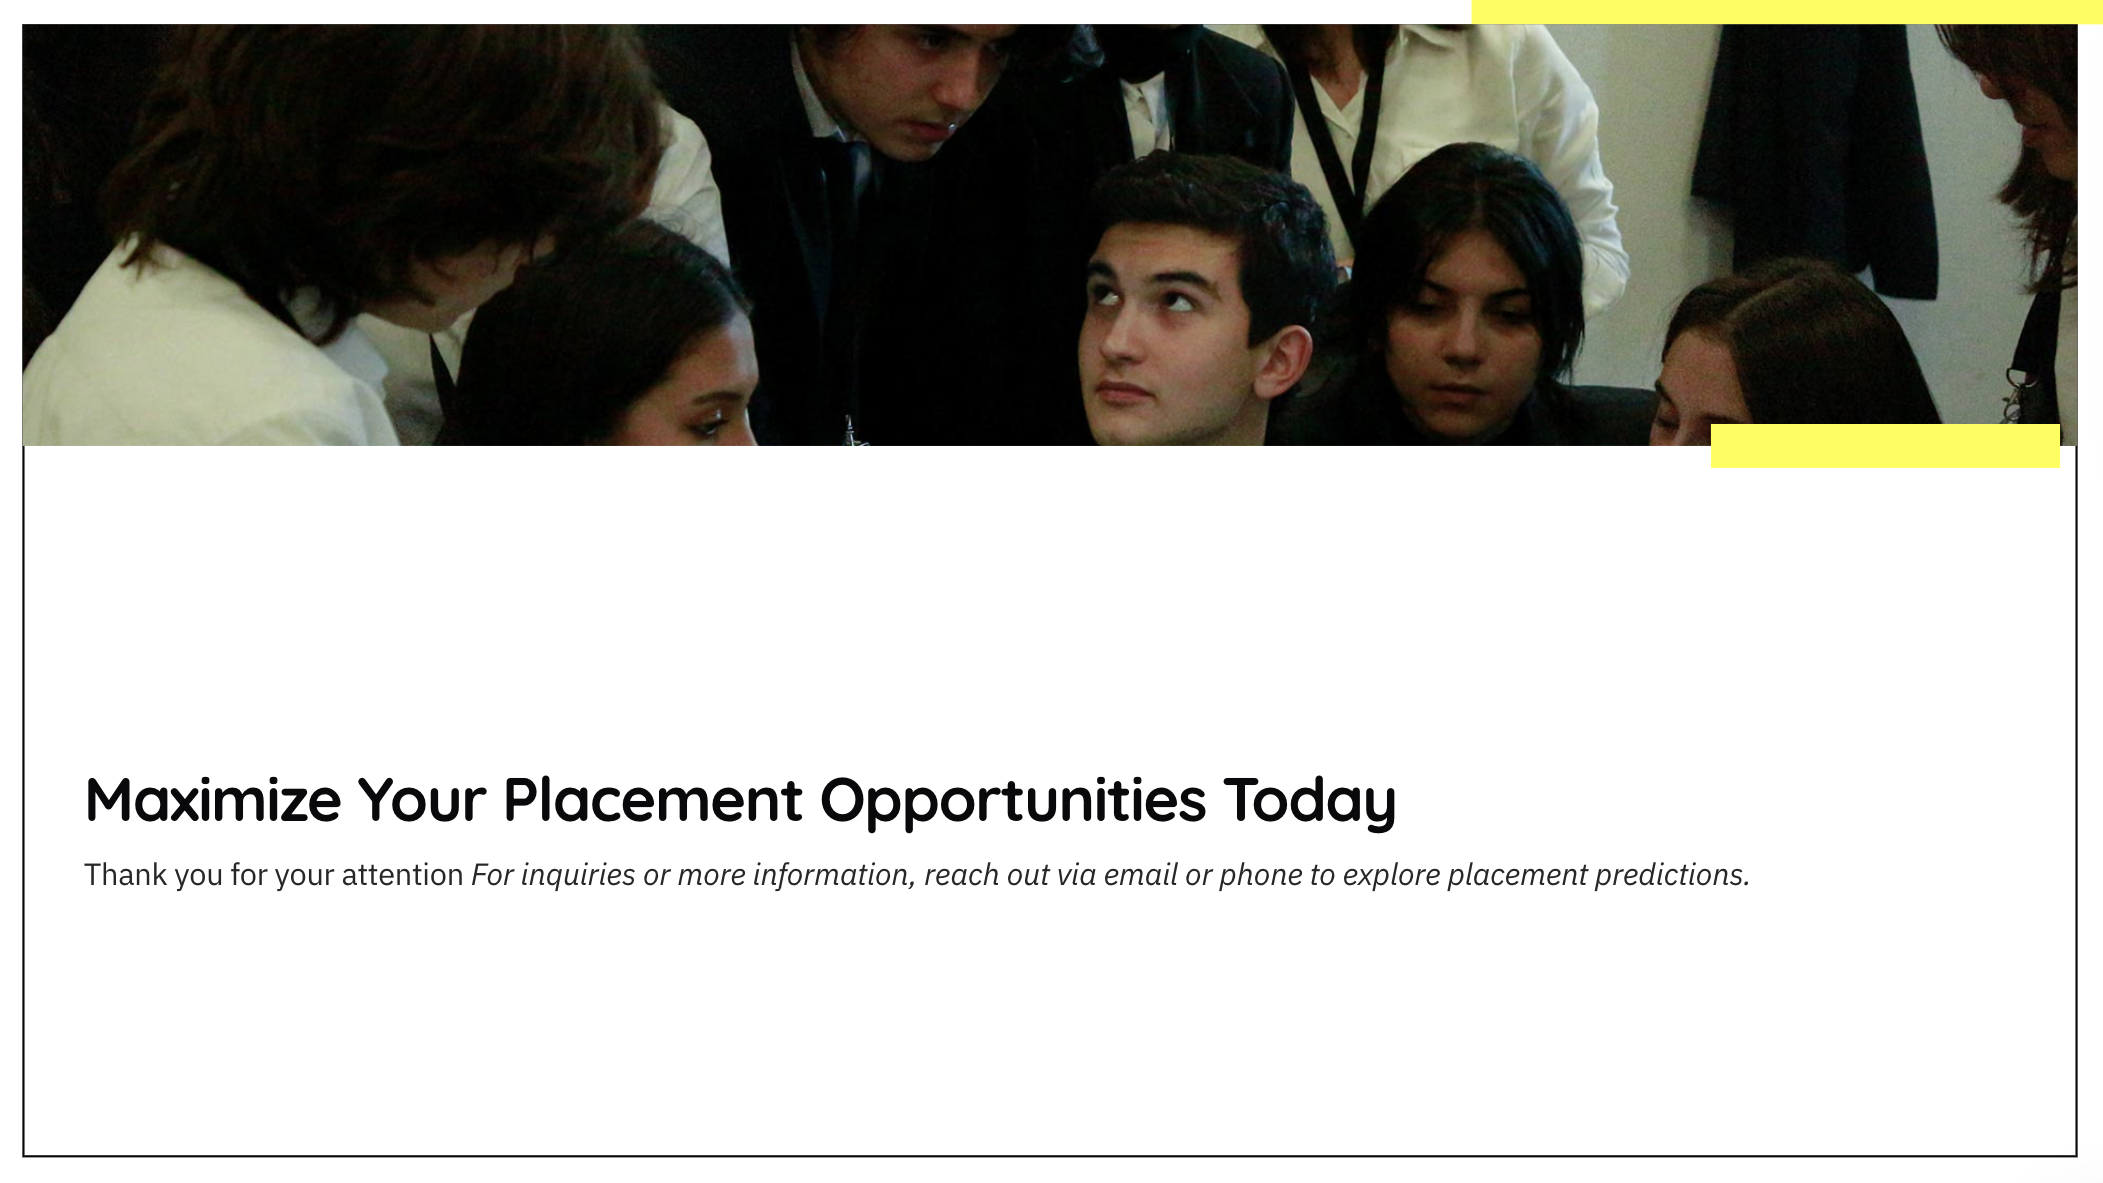 Maximize Your Placement Opportunities Today
Thank you for your attention For inquiries or more information, reach out via email or phone to explore placement predictions.